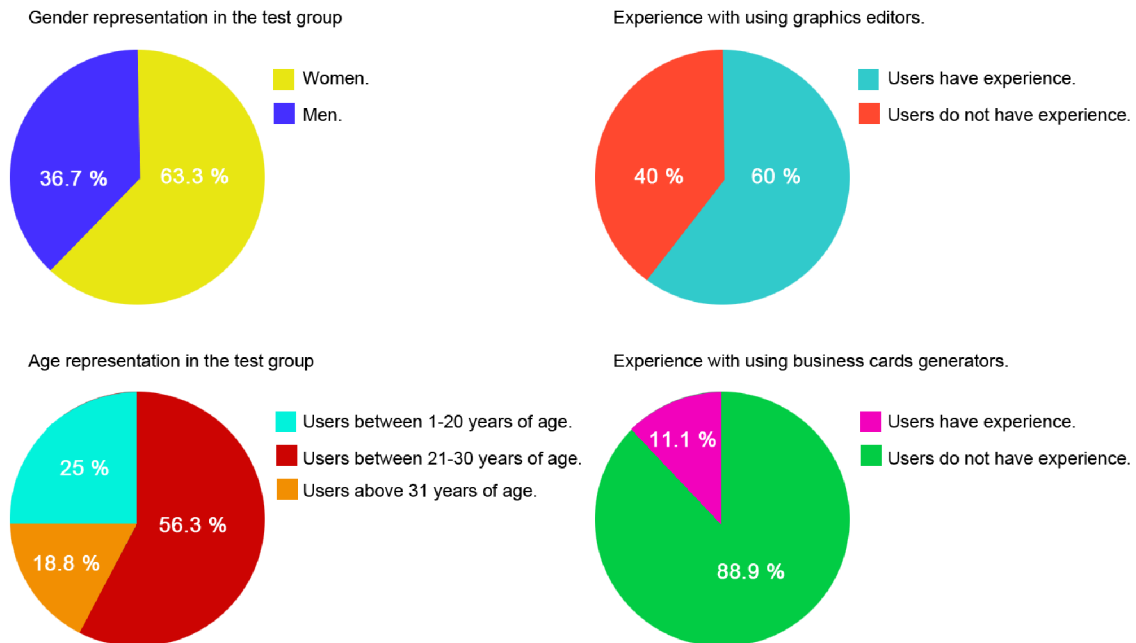 Gender representation in the test group
Women.
Men.
36.7 %
63.3 %
Experience with using graphics editors.
Users have experience.
Users do not have experience.
40 %
60 %
Age representation in the test group
Users between 1-20 years of age.
Users between 21-30 years of age.
Users above 31 years of age.
25 %
56.3 %
18.8 %
Experience with using business cards generators.
Users have experience.
Users do not have experience.
11.1 %
88.9 %